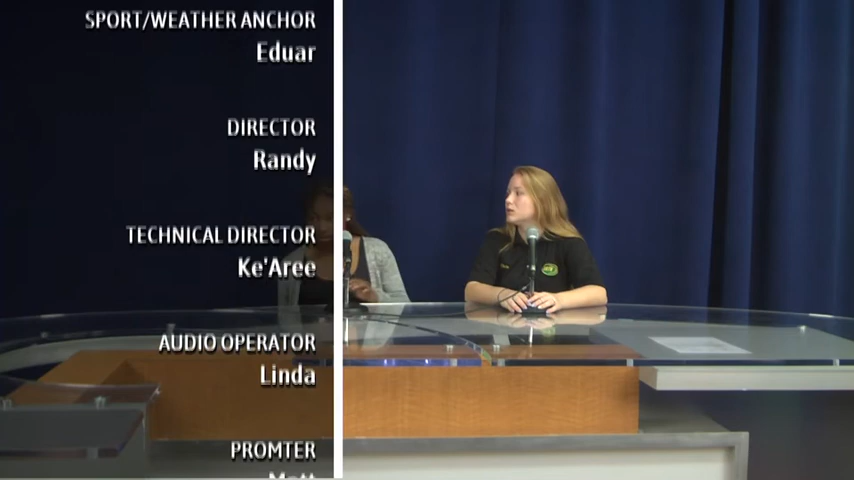 SPORT/WEATHER ANCHOR
Eduar
DIRECTOR
Randy
TECHNICAL DIRECTOR
Ke'Aree
AUDIO OPERATOR
Linda
PROMTER